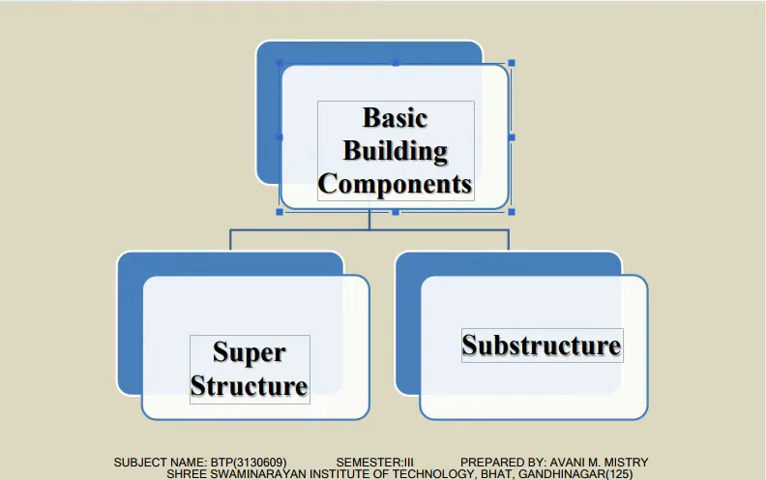 Basic
Building
Components
Super
Structure
Substructure
SUBJECT NAME: BTP(3130609) SEMESTER:III PREPARED BY: AVANI M. MISTRY
SHREE SWAMINARAYAN INSTITUTE OF TECHNOLOGY, BHAT, GANDHINAGAR(125)